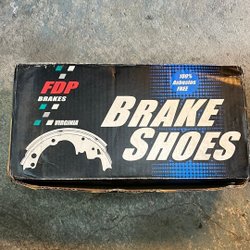 FDP
BRAKES
VIRGINIA
100%
Asbestos
FREE
BRAKE
SHOES